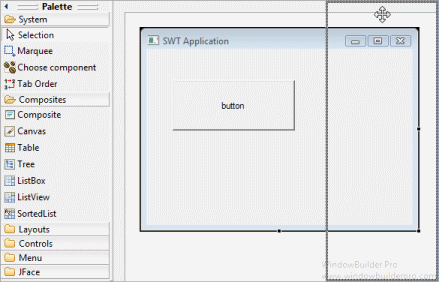 Palette
System
Selection
Marquee
Choose component
Tab Order
Composites
Composite
Canvas
Table
Tree
ListBox
ListView
SortedList
Layouts
Controls
Menu
JFace
SWT Application
button
WindowBuilder Pro
www.windowbuilderpro.com